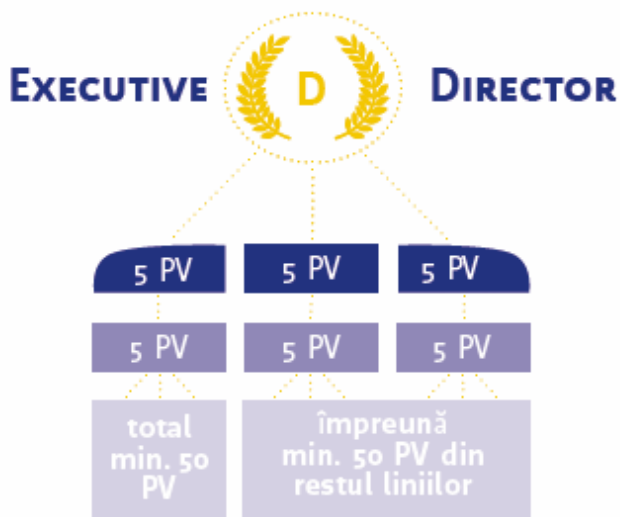 EXECUTIVE D DIRECTOR
5 PV 5 PV 5 PV
5 PV 5 PV 5 PV
total
min. 50
PV
împreună
min. 50 PV din
restul liniilor